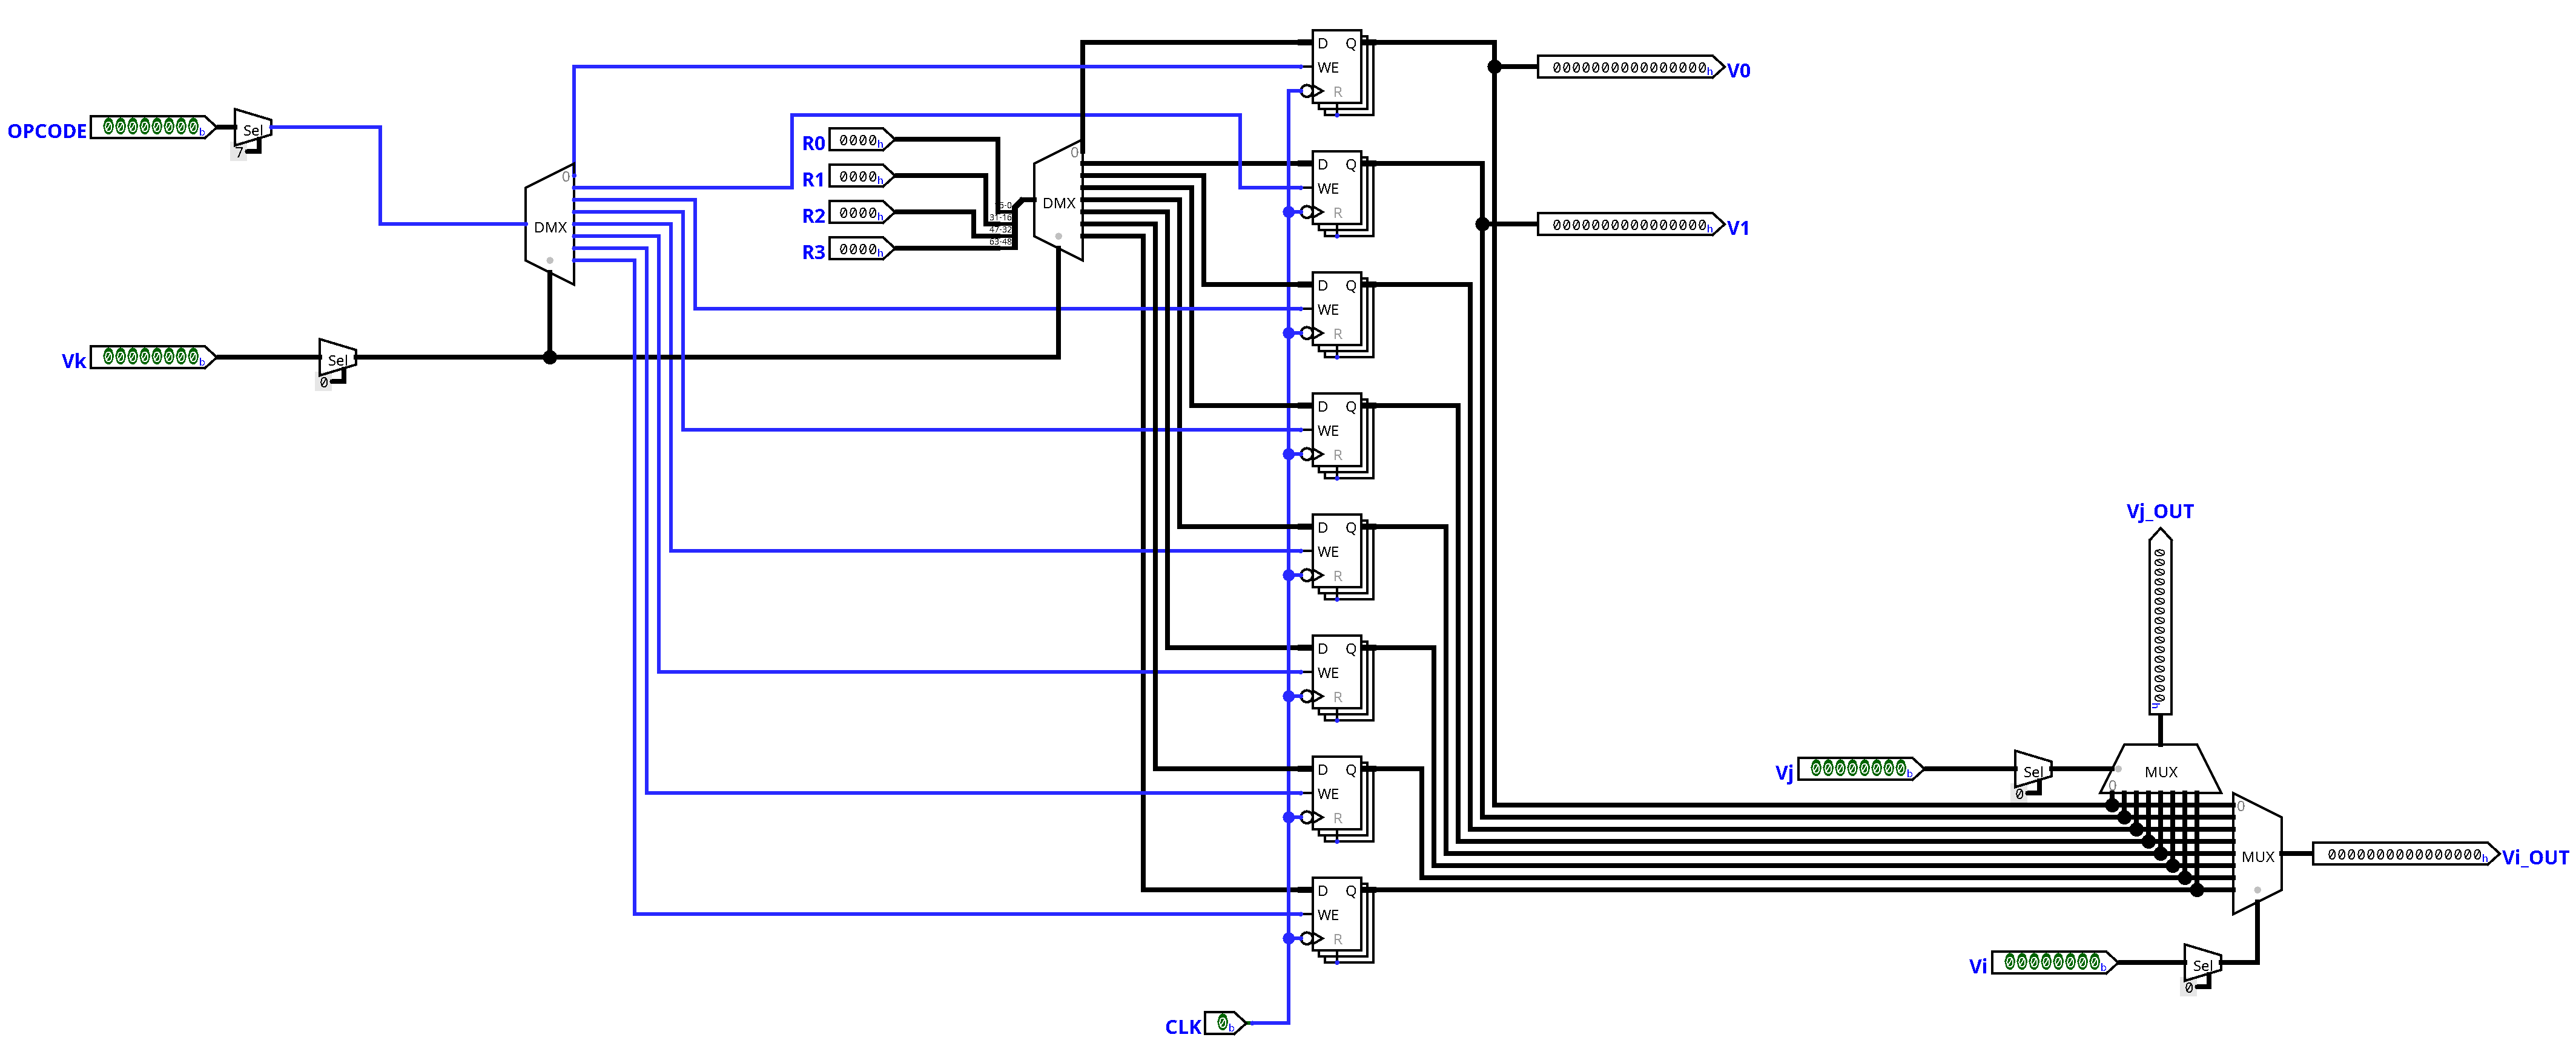 D Q
WE
R
0000000000000000h V0
OPCODE 00000000b Sel
7
R0 0000h
R1 0000h
R2 0000h
R3 0000h
0
31-16
47-32
63-48
DMX
0
DMX
D Q
WE
R
0000000000000000h V1
D Q
WE
R
Vk 00000000b Sel
0
D Q
WE
R
D Q
WE
R
Vj_OUT
0000000000000000h
D Q
WE
R
D Q
WE
R
Vj 00000000b Sel
0
MUX
0
0
MUX
0000000000000000h Vi_OUT
D Q
WE
R
Vi 00000000b Sel
0
CLK 0b